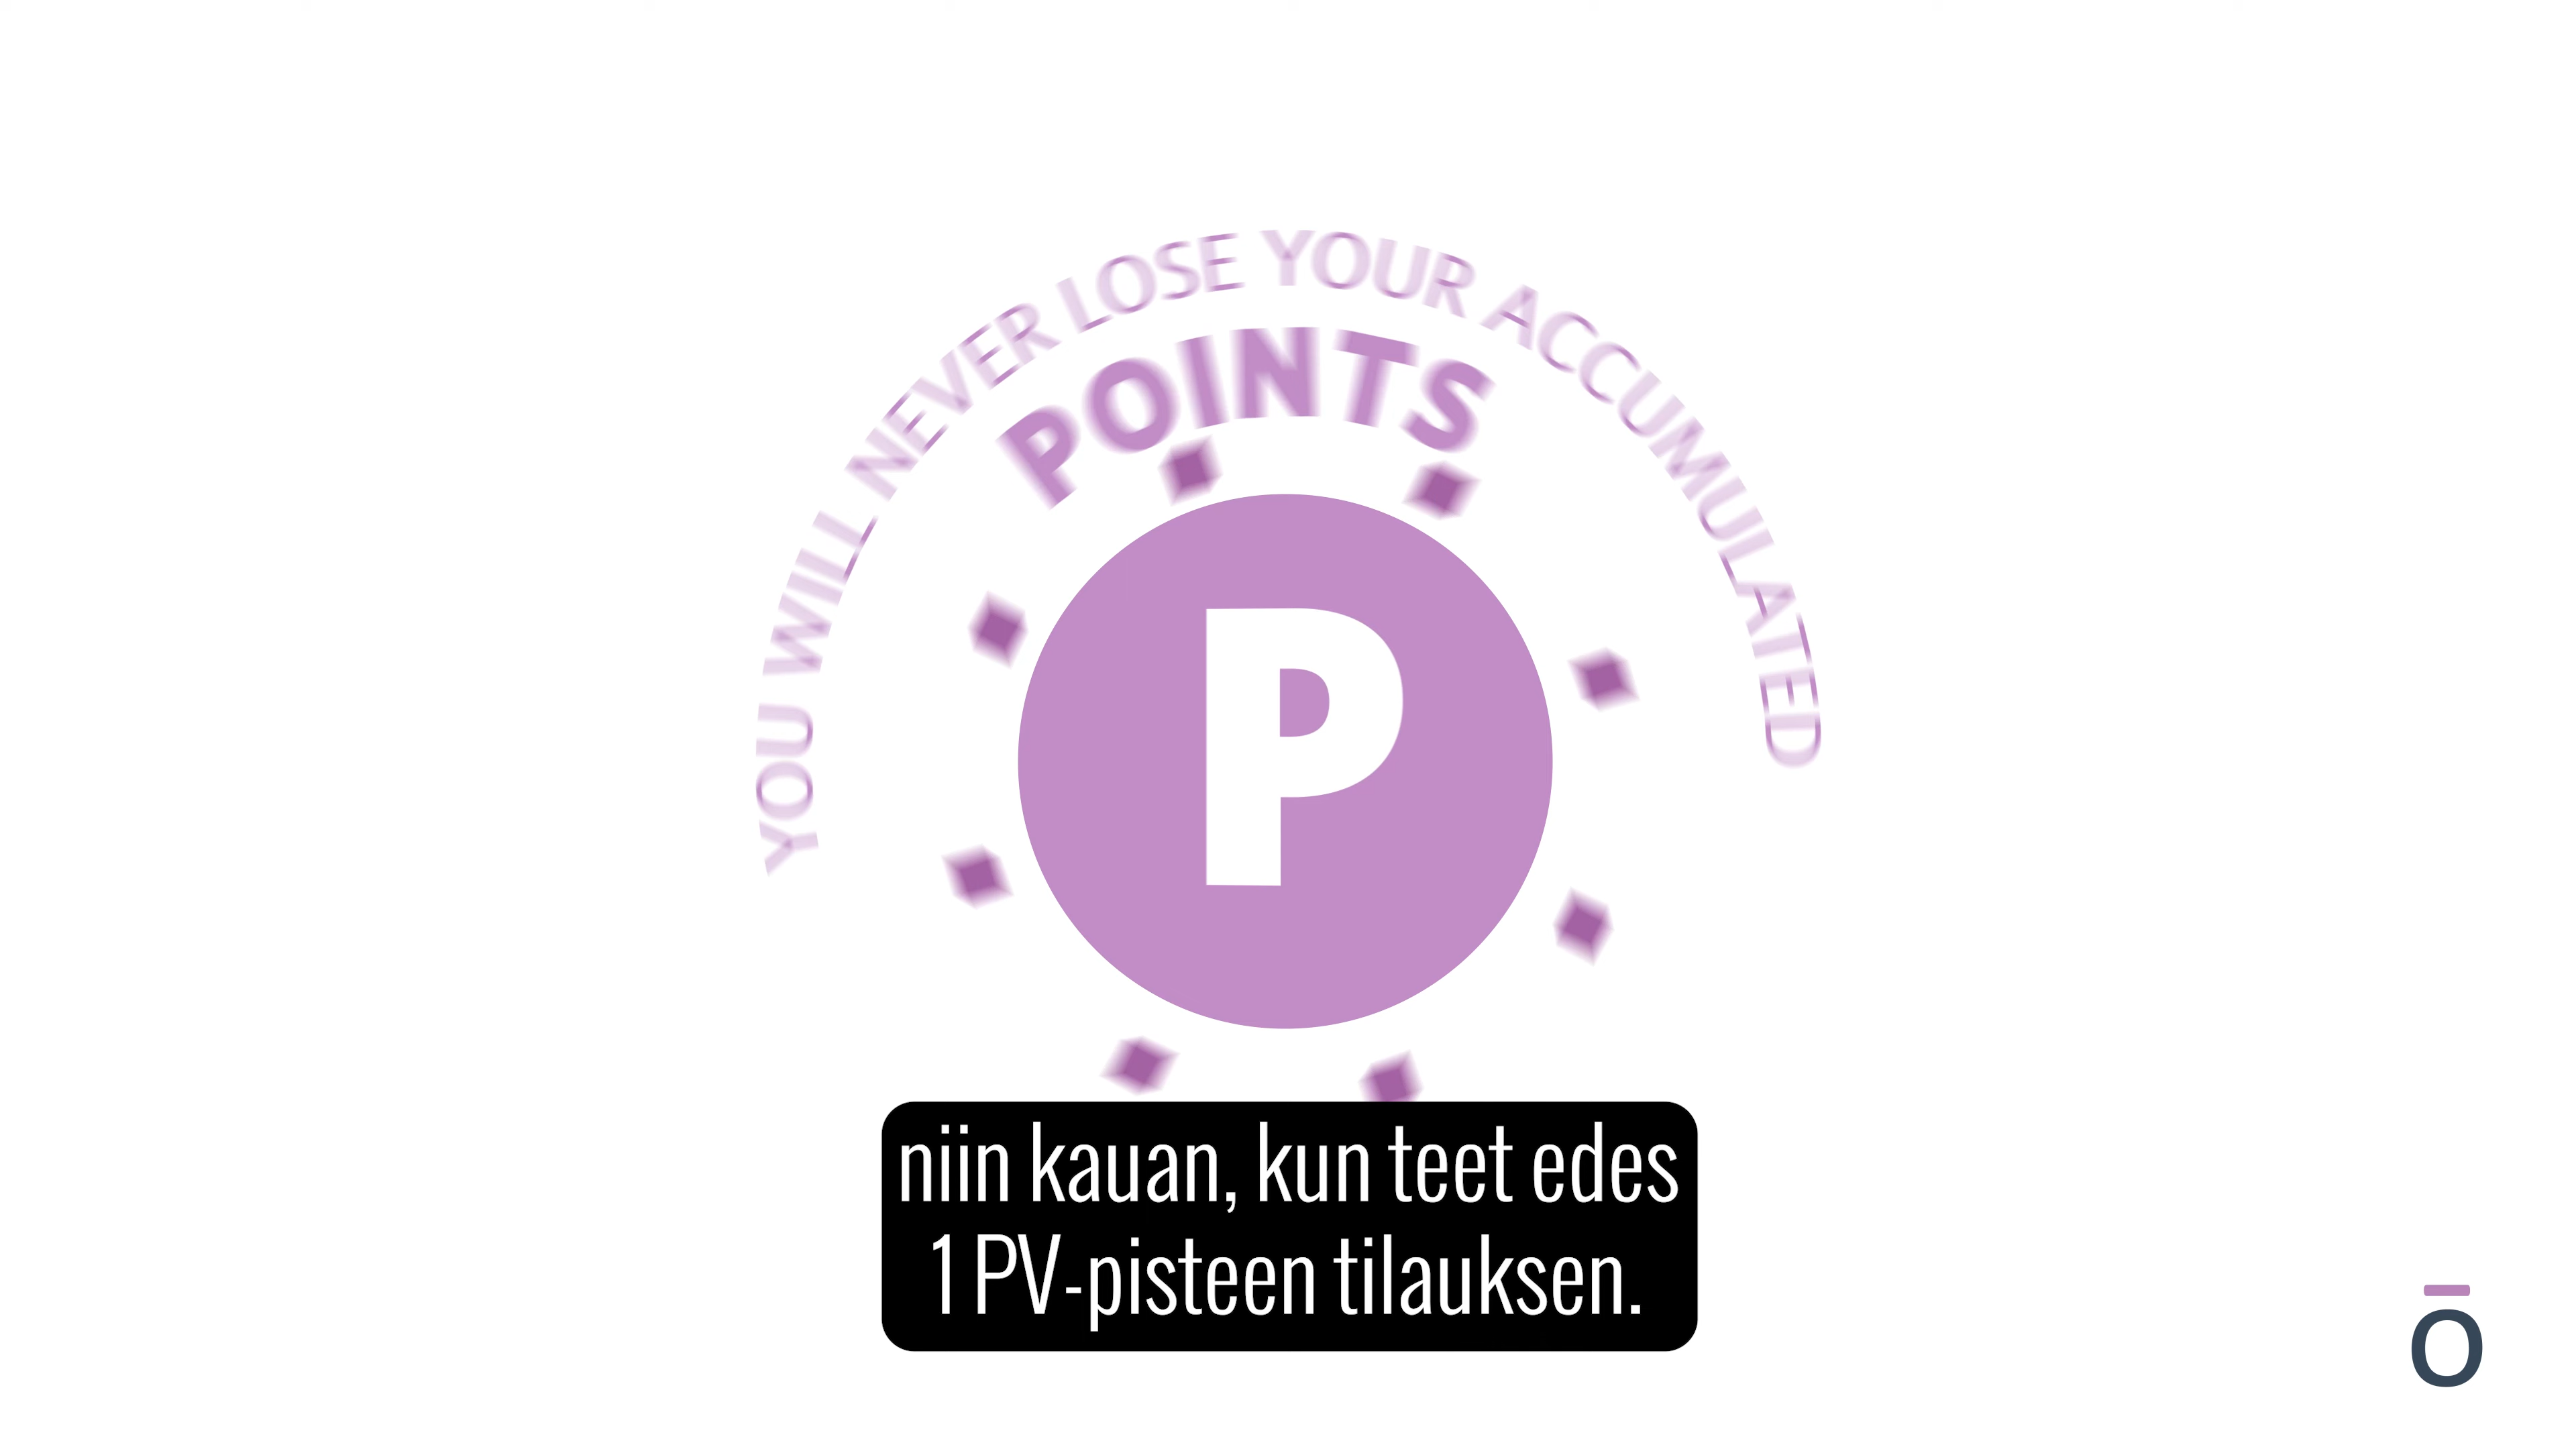 YOU WILL NEVER LOSE YOUR ACCUMULATED
POINTS
P
niin kauan, kun teet edes
1 PV-pisteen tilauksen.
ō